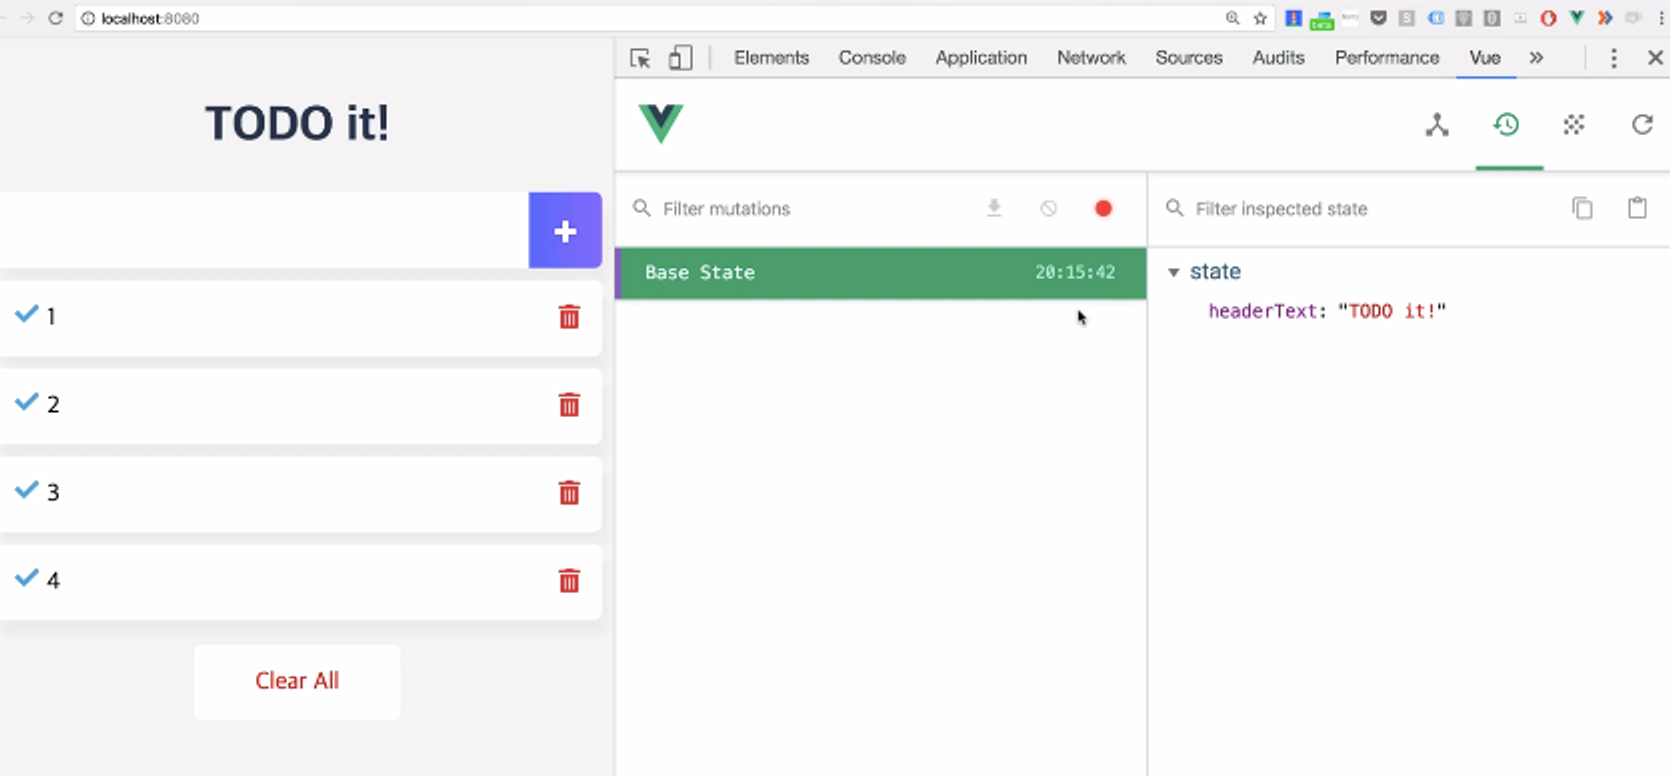 localhost:8080
Elements Console Application Network Sources Audits Performance Vue »
TODO it!
Filter mutations
Filter inspected state
Base State 20:15:42
state
headerText: "TODO it!"
1
2
3
4
Clear All